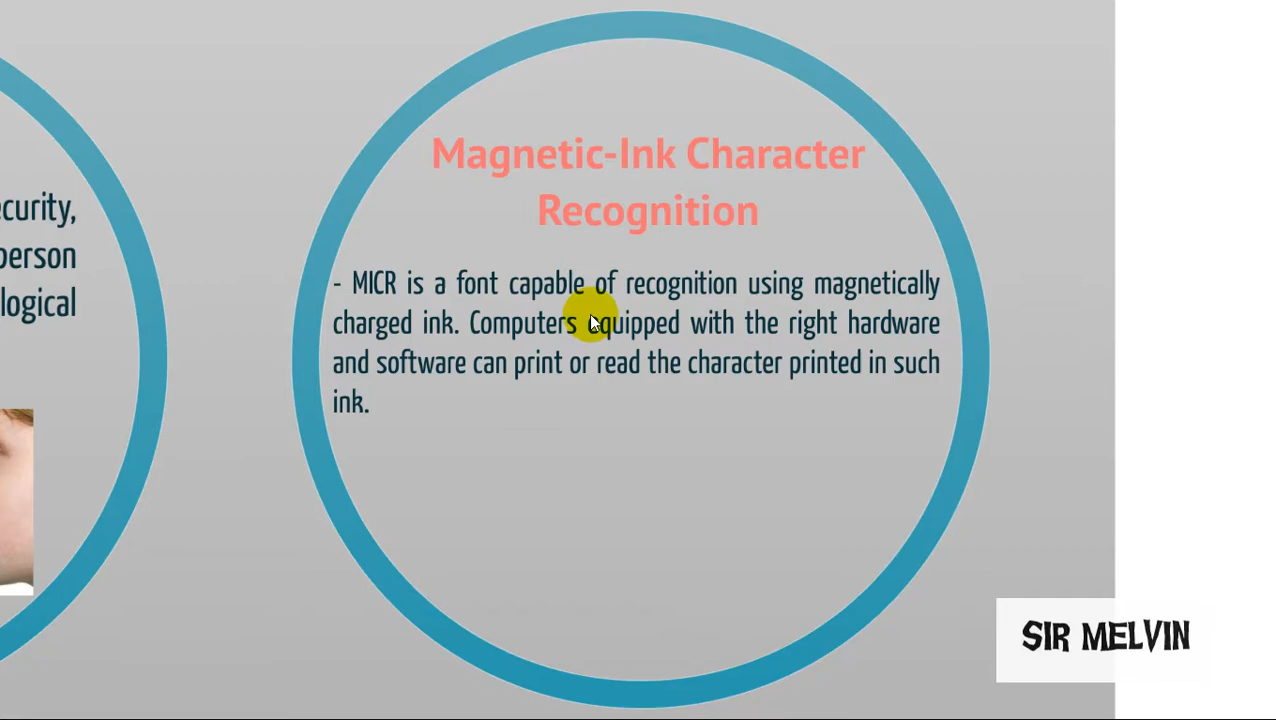 ecurity,
person
logical
Magnetic-Ink Character
Recognition
- MICR is a font capable of recognition using magnetically
charged ink. Computers equipped with the right hardware
and software can print or read the character printed in such
ink.
SIR MELVIN